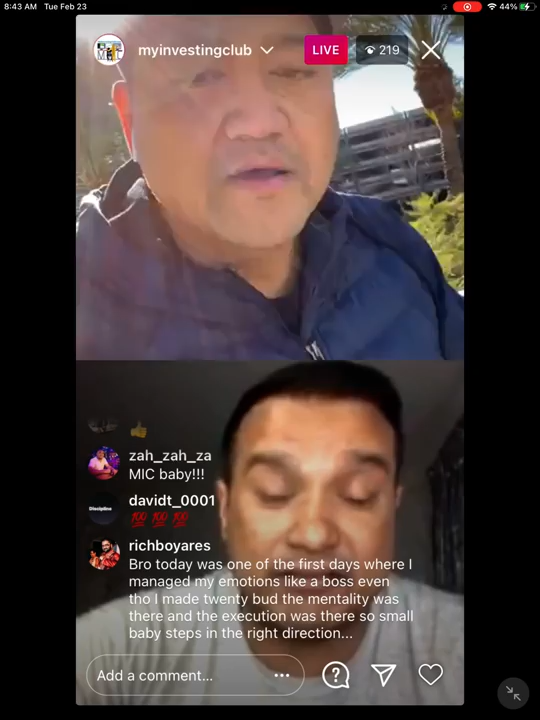 8:43 AM Tue Feb 23
44%
myinvestingclub
LIVE
219
zah_zah_za
MIC baby!!!
Discipline
davidt_0001
💯 💯 💯
richboyares
Bro today was one of the first days where I
managed my emotions like a boss even
tho I made twenty bud the mentality was
there and the execution was there so small
baby steps in the right direction...
Add a comment...